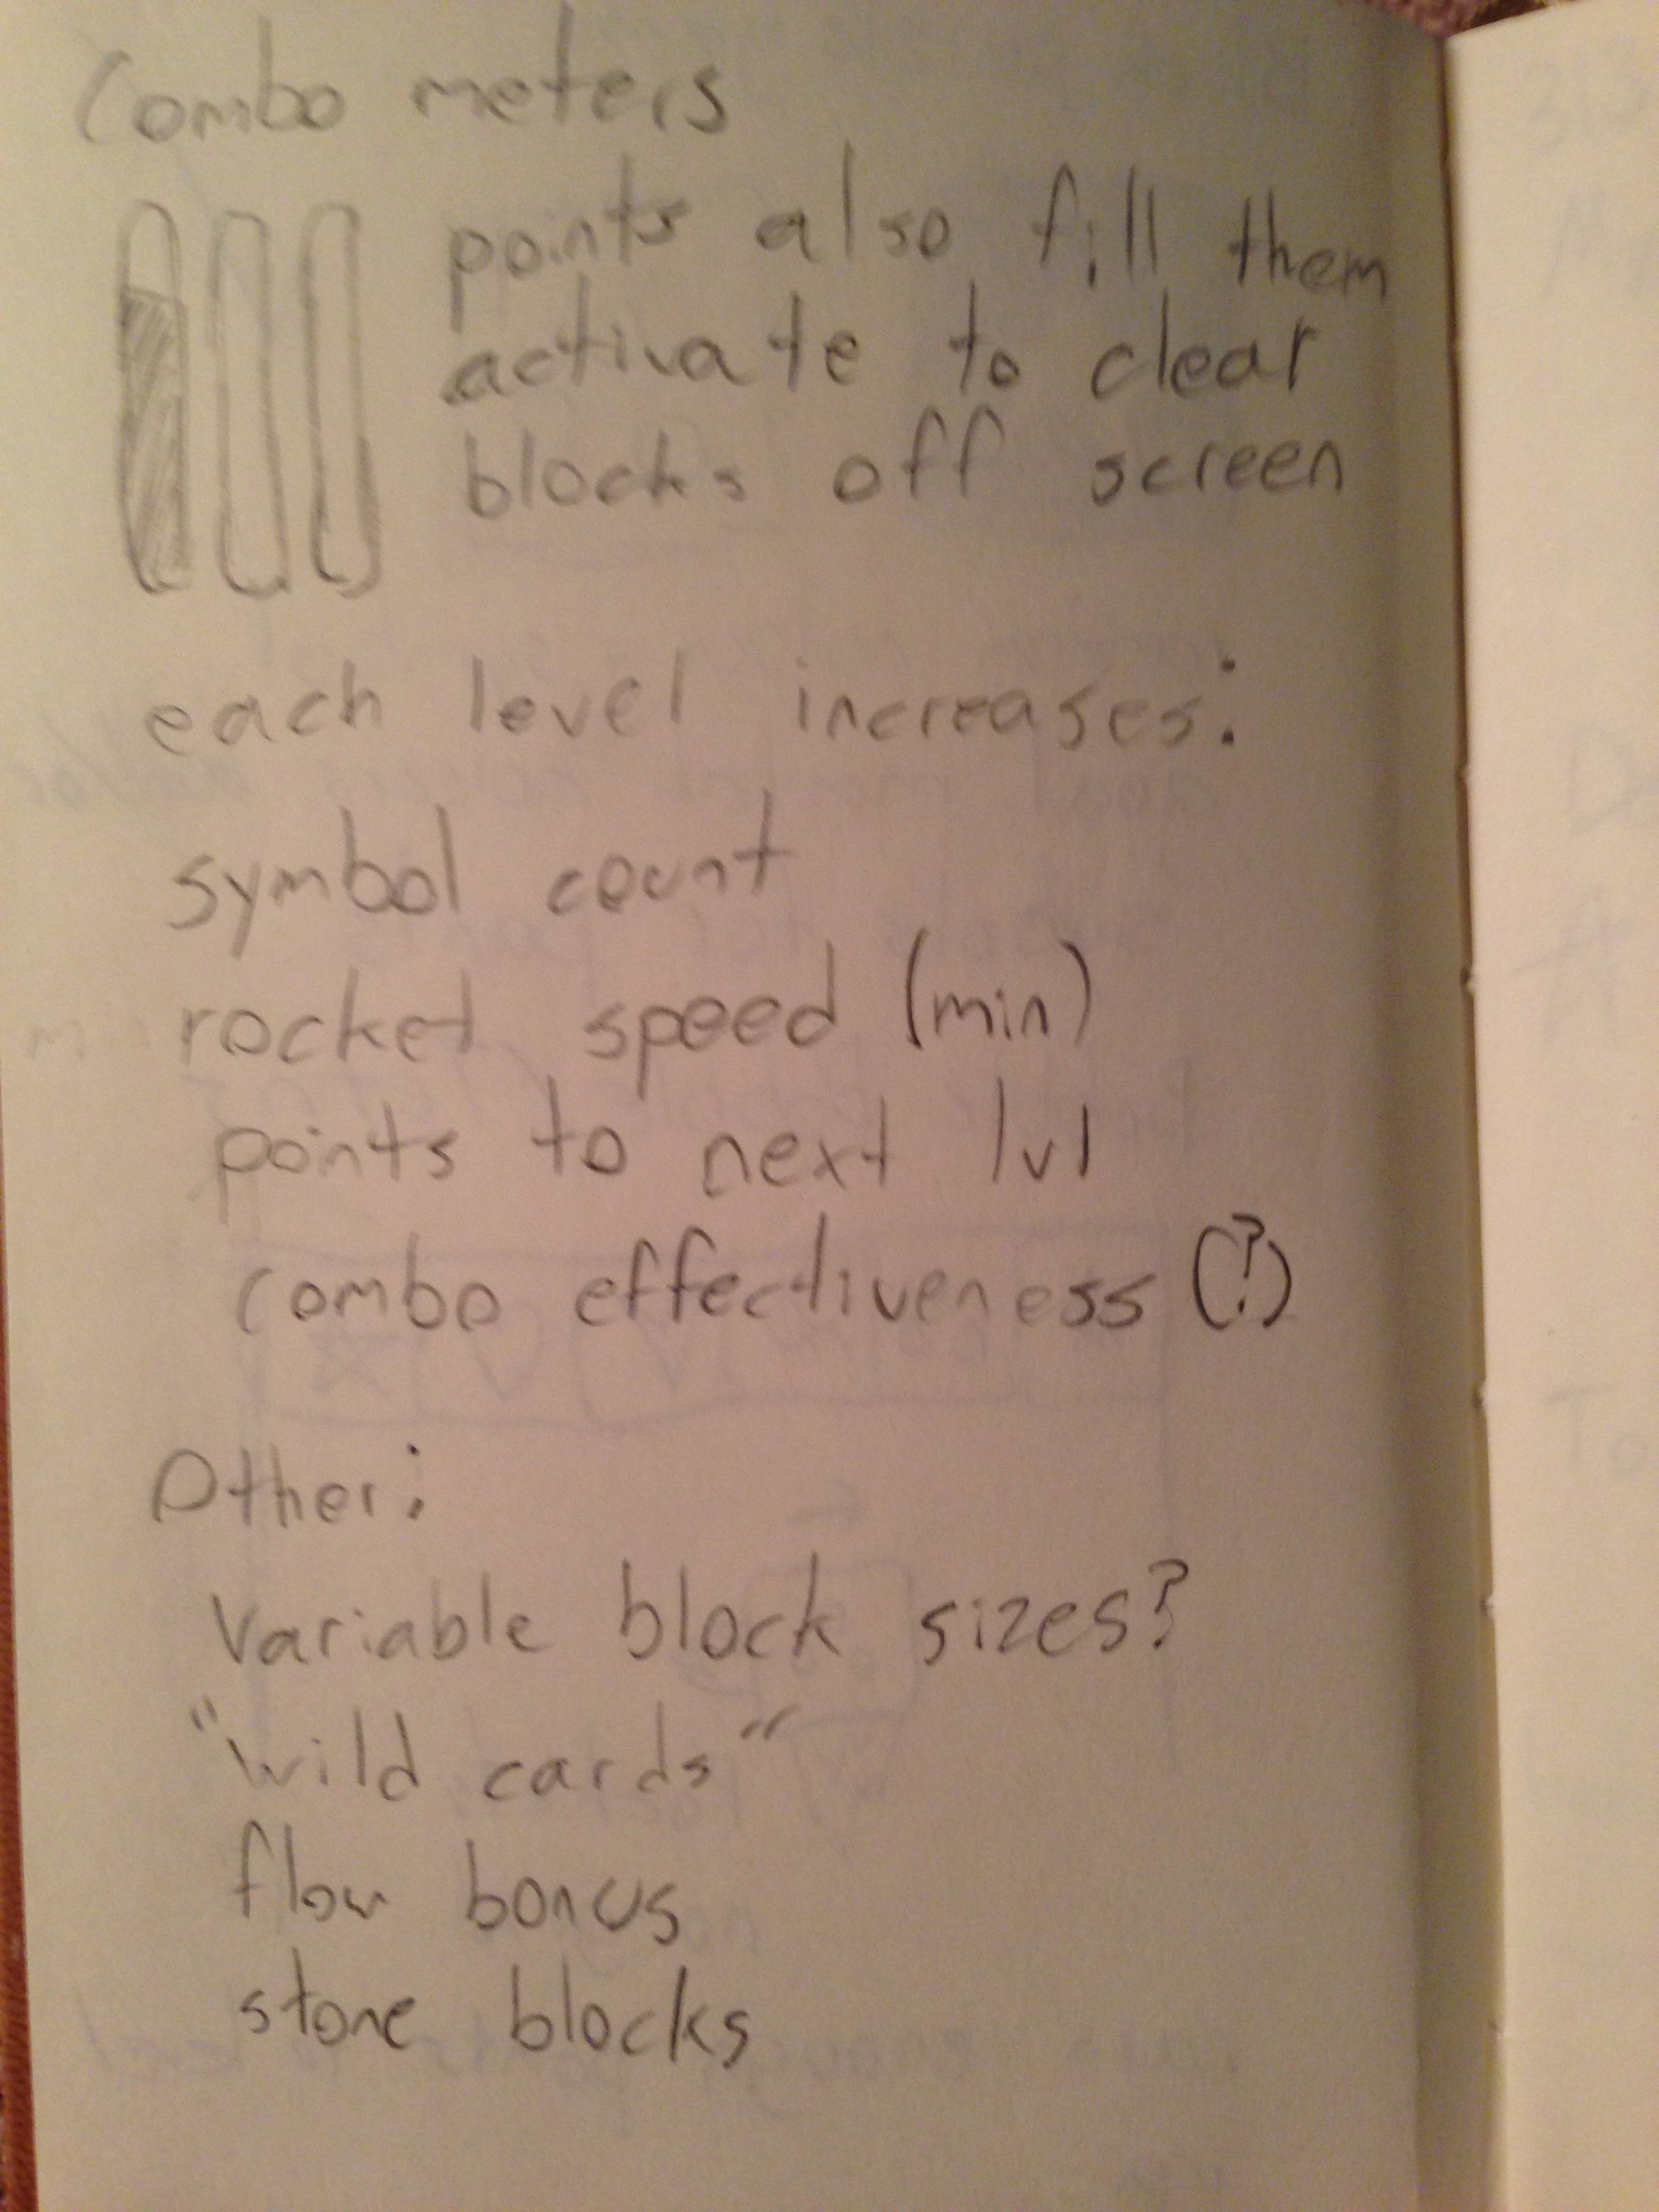 Combo meters
points also fill them
activate to clear
blocks off screen
each level increases:
symbol count
rocket speed (min)
points to next lvl
combo effectiveness (?)
Other:
Variable block sizes?
"wild cards"
flow bonus
stone blocks